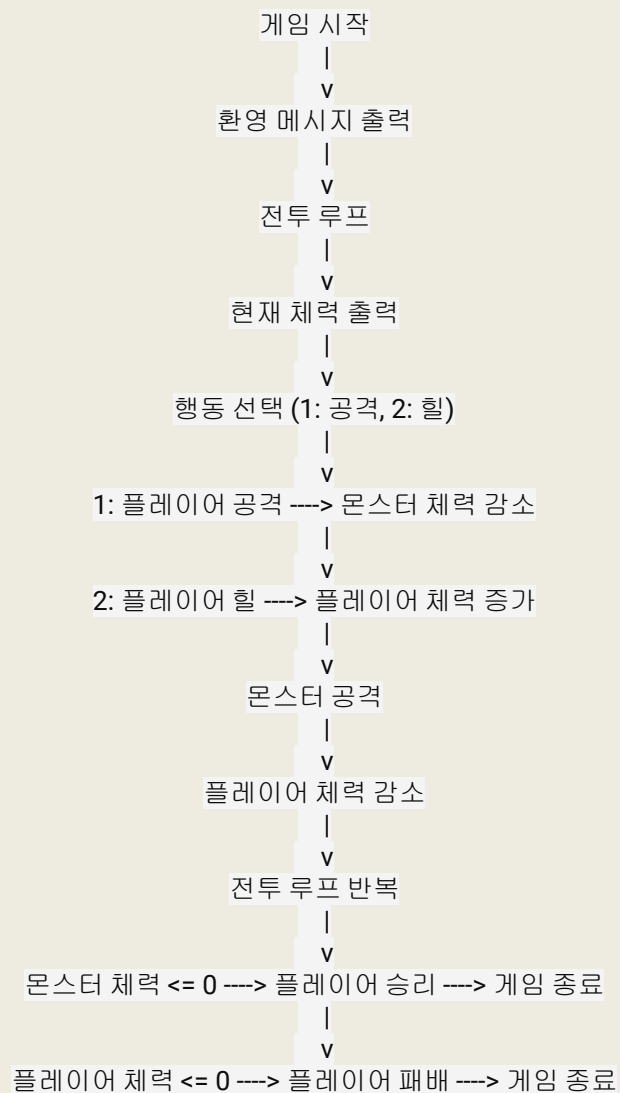 게임 시작
|
v
환영 메시지 출력
|
v
전투 루프
|
v
현재 체력 출력
|
v
행동 선택 (1: 공격, 2: 힐)
|
v
1: 플레이어 공격 ----> 몬스터 체력 감소
|
v
2: 플레이어 힐 ----> 플레이어 체력 증가
|
v
몬스터 공격
|
v
플레이어 체력 감소
|
v
전투 루프 반복
|
v
몬스터 체력 <= 0 ----> 플레이어 승리 ----> 게임 종료
|
v
플레이어 체력 <= 0 ----> 플레이어 패배 ----> 게임 종료